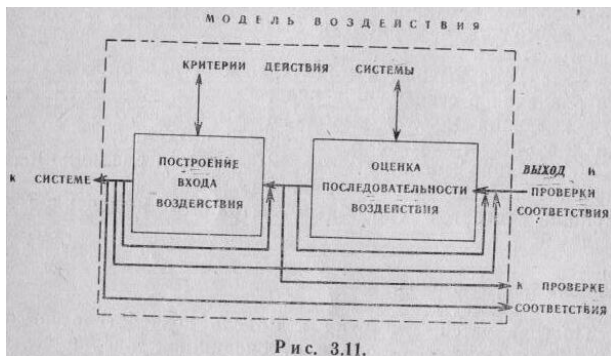 МОДЕЛЬ ВОЗДЕЙСТВИЯ
КРИТЕРИИ ДЕЙСТВИЯ СИСТЕМЫ
К СИСТЕМЕ
ПОСТРОЕНИЕ
ВХОДА
ВОЗДЕЙСТВИЯ
ОЦЕНКА
ПОСЛЕДОВАТЕЛЬНОСТИ
ВОЗДЕЙСТВИЯ
ВЫХОД И
ПРОВЕРКИ
СООТВЕТСТВИЯ
К ПРОВЕРКЕ
СООТВЕТСТВИЯ
Рис. 3.11.